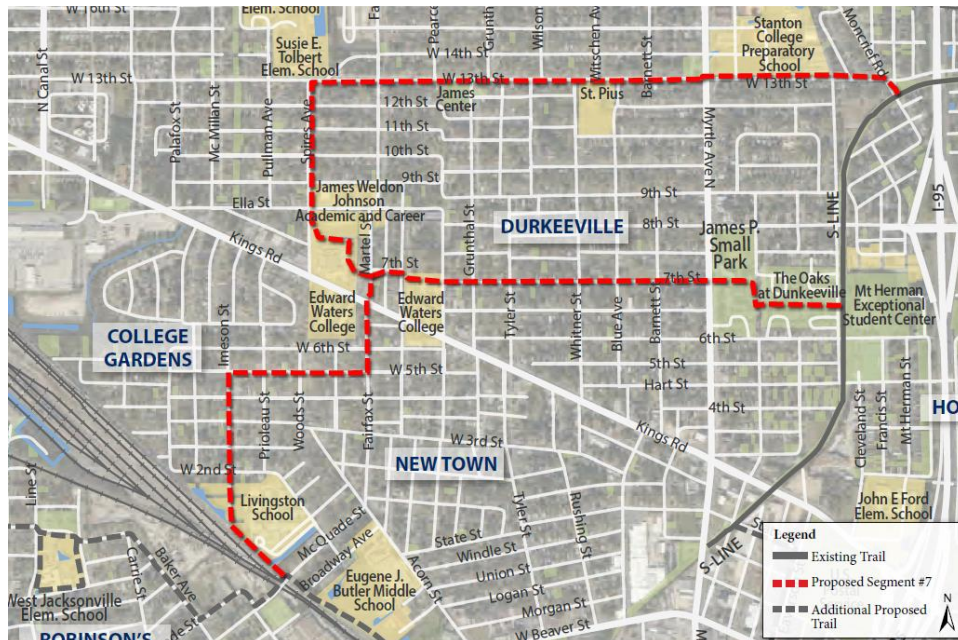 W 16th St
Elem. School
Susie E.
Tolbert
Elem. School
Pearce
Grunth
Wilson
Witschen Av
Barnett St
Stanton
College
Preparatory
School
Moncrief Rd
W 14th St
N Canal St
W 13th St
W 13th St
W 13th St
James
Center
St. Pius
12th St
11th St
10th St
9th St
Palafox St
Mc Millan St
Pullman Ave
Spires Ave
Myrtle Ave N
S-LINE
I-95
James Weldon
Johnson
Academic and Career
Ella St
Kings Rd
Martel St
Grunthal St
9th St
8th St
DURKEEVILLE
James P.
Small
Park
7th St
7th St
The Oaks
at Dunkeeville
Mt Herman
Exceptional
Student Center
Edward
Waters
College
Edward
Waters
College
COLLEGE
GARDENS
Imeson St
W 6th St
W 5th St
Tyler St
Whitner St
Blue Ave
Barnett St
6th St
5th St
Hart St
4th St
Prioleau St
Woods St
Fairfax St
W 3rd St
NEW TOWN
Kings Rd
Cleveland St
Francis St
Mt Herman St
HO
Line St
W 2nd St
Livingston
School
McQuade St
Broadway Ave
Acorn St
Tyler St
Rushing St
State St
Windle St
Union St
Logan St
Morgan St
W Beaver St
S-LINE
John E Ford
Elem. School
Eugene J.
Butler Middle
School
Carrie St
Baker Ave
West Jacksonville
Elem. School
ROBINSON'S
Legend
Existing Trail
Proposed Segment #7
Additional Proposed
Trail
N